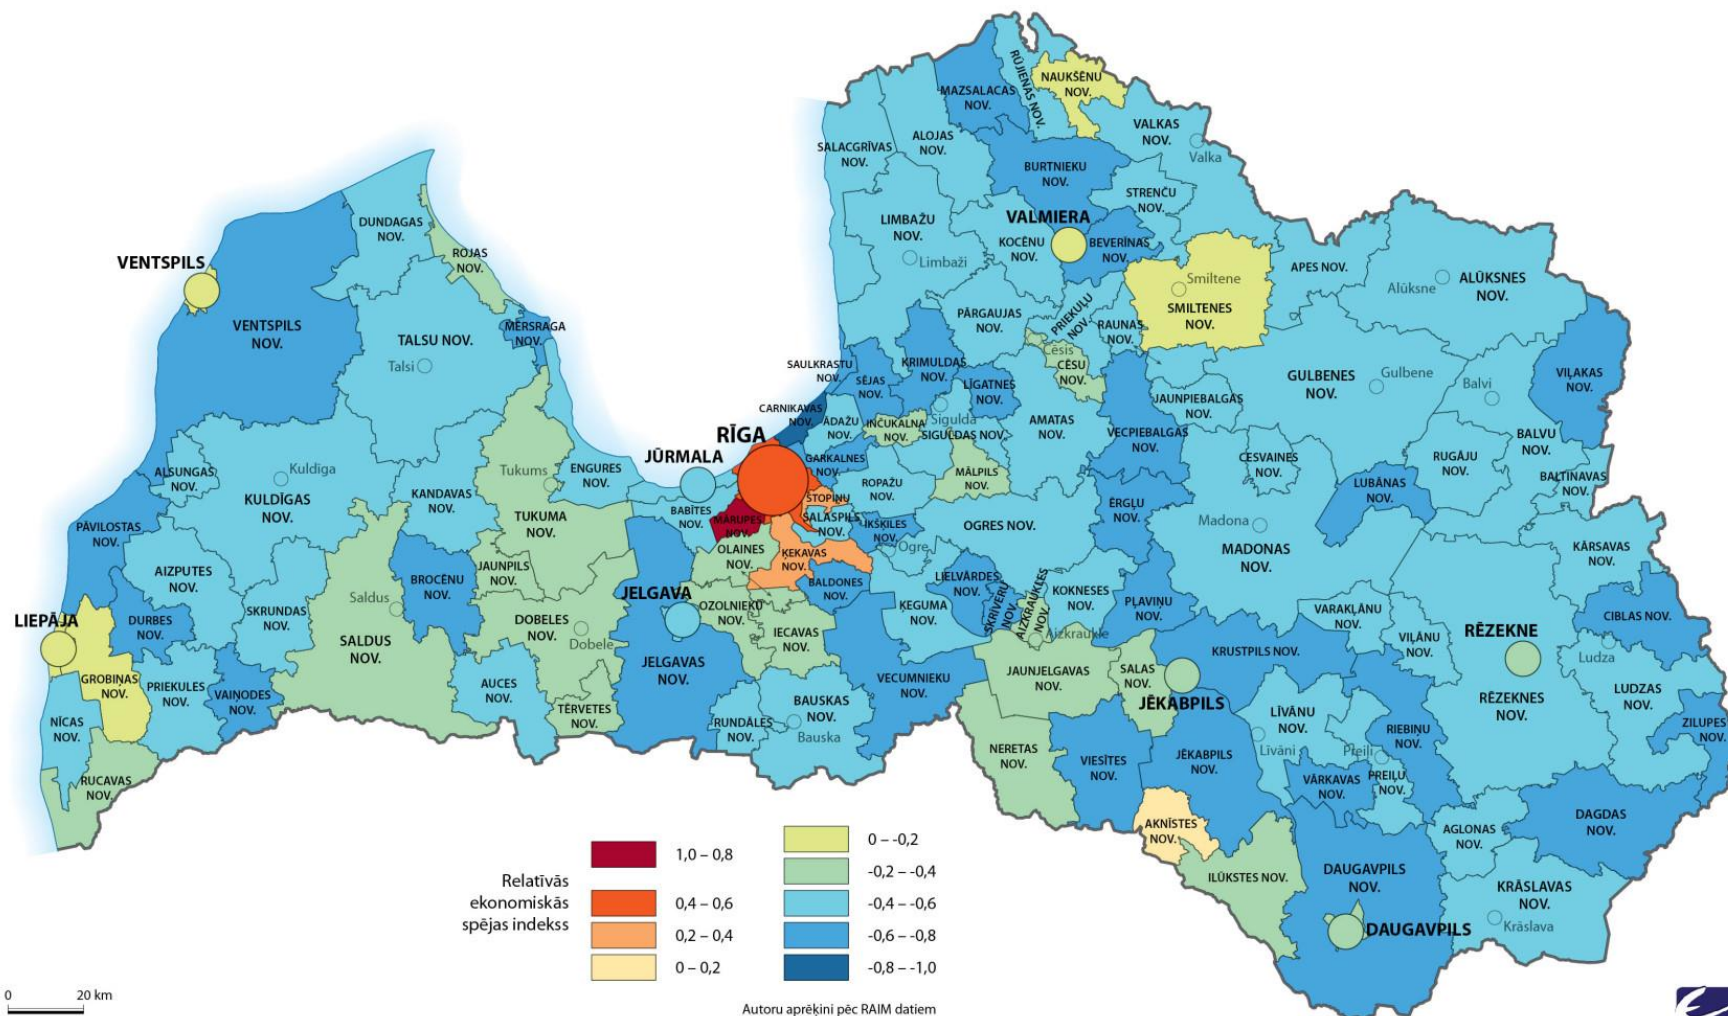 RŪJIENAS NOV.
NAUKŠĒNU
NOV.
MAZSALACAS
NOV.
VALKAS
NOV.
Valka
ALOJAS
NOV.
SALACGRĪVAS
NOV.
BURTNIEKU
NOV.
STRENČU
NOV.
DUNDAGAS
NOV.
ROJAS
NOV.
LIMBAŽU
NOV.
Limbaži
VALMIERA
KOCĒNU
NOV.
BEVERĪNAS
NOV.
VENTSPILS
APES NOV.
ALŪKSNES
NOV.
Alūksne
Smiltene
SMILTENES
NOV.
VENTSPILS
NOV.
TALSU NOV.
Talsi
MĒRSRAGA
NOV.
PĀRGAUJAS
NOV.
PRIEKUĻU
NOV.
RAUNAS
NOV.
Cēsis
CĒSU
NOV.
SAULKRASTU
NOV.
SĒJAS
NOV.
KRIMULDAS
NOV.
LĪGATNES
NOV.
GULBENES
NOV.
Gulbene
Balvi
VIĻAKAS
NOV.
JAUNPIEBALGAS
NOV.
CARNIKAVAS
NOV.
ĀDAŽU
NOV.
INČUKALNA
NOV.
Sigulda
SIGULDAS NOV.
AMATAS
NOV.
VECPIEBALGAS
NOV.
CESVAINES
NOV.
RUGĀJU
NOV.
BALVU
NOV.
BALTINAVAS
NOV.
RĪGA
JŪRMALA
GARKALNES
NOV.
MĀLPILS
NOV.
ROPAŽU
NOV.
LUBĀNAS
NOV.
ALSUNGAS
NOV.
Kuldīga
KULDĪGAS
NOV.
KANDAVAS
NOV.
Tukums
TUKUMA
NOV.
ENGURES
NOV.
BABĪTES
NOV.
MĀRUPES
NOV.
STOPIŅU
NOV.
SALASPILS
NOV.
IKŠĶILES
NOV.
Ogre
OGRES NOV.
ĒRGĻU
NOV.
Madona
MADONAS
NOV.
KĀRSAVAS
NOV.
PĀVILOSTAS
NOV.
AIZPUTES
NOV.
OLAINES
NOV.
ĶEKAVAS
NOV.
BALDONES
NOV.
JAUNPILS
NOV.
BROCĒNU
NOV.
Saldus
SALDUS
NOV.
SKRUNDAS
NOV.
DURBES
NOV.
LIEPĀJA
GROBIŅAS
NOV.
PRIEKULES
NOV.
VAIŅODES
NOV.
NĪCAS
NOV.
RUCAVAS
NOV.
DOBELES
NOV.
Dobele
AUCES
NOV.
TĒRVETES
NOV.
JELGAVA
JELGAVAS
NOV.
OZOLNIEKU
NOV.
IECAVAS
NOV.
RUNDĀLES
NOV.
BAUSKAS
NOV.
Bauska
VECUMNIEKU
NOV.
ĶEGUMA
NOV.
LIELVĀRDES
NOV.
SKRĪVERU
NOV.
AIZKRAUKLES
NOV.
Aizkraukle
KOKNESES
NOV.
PĻAVIŅU
NOV.
JAUNJELGAVAS
NOV.
SALAS
NOV.
JĒKABPILS
KRUSTPILS NOV.
VARAKĻĀNU
NOV.
VIĻĀNU
NOV.
RĒZEKNE
RĒZEKNES
NOV.
CIBLAS NOV.
Ludza
LUDZAS
NOV.
ZILUPES
NOV.
NERETAS
NOV.
VIESĪTES
NOV.
JĒKABPILS
NOV.
LĪVĀNU
NOV.
Līvāni
Preiļi
PREIĻU
NOV.
RIEBIŅU
NOV.
VĀRKAVAS
NOV.
AKNĪSTES
NOV.
ILŪKSTES NOV.
AGLONAS
NOV.
DAGDAS
NOV.
DAUGAVPILS
NOV.
DAUGAVPILS
KRĀSLAVAS
NOV.
Krāslava
Relatīvās
ekonomiskās
spējas indekss
1,0 – 0,8
0,4 – 0,6
0,2 – 0,4
0 – 0,2
0 – -0,2
-0,2 – -0,4
-0,4 – -0,6
-0,6 – -0,8
-0,8 – -1,0
0 20 km
Autoru aprēķini pēc RAIM datiem